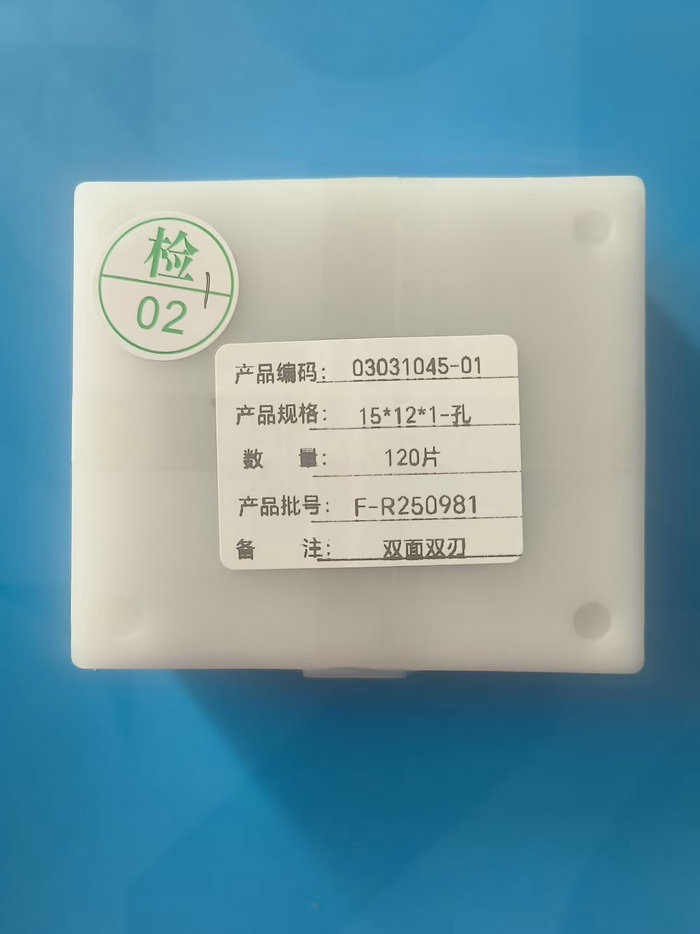 检
02
产品编码： 03031045-01
产品规格： 15*12*1-孔
数 量： 120片
产品批号： F-R250981
备 注： 双面双刃